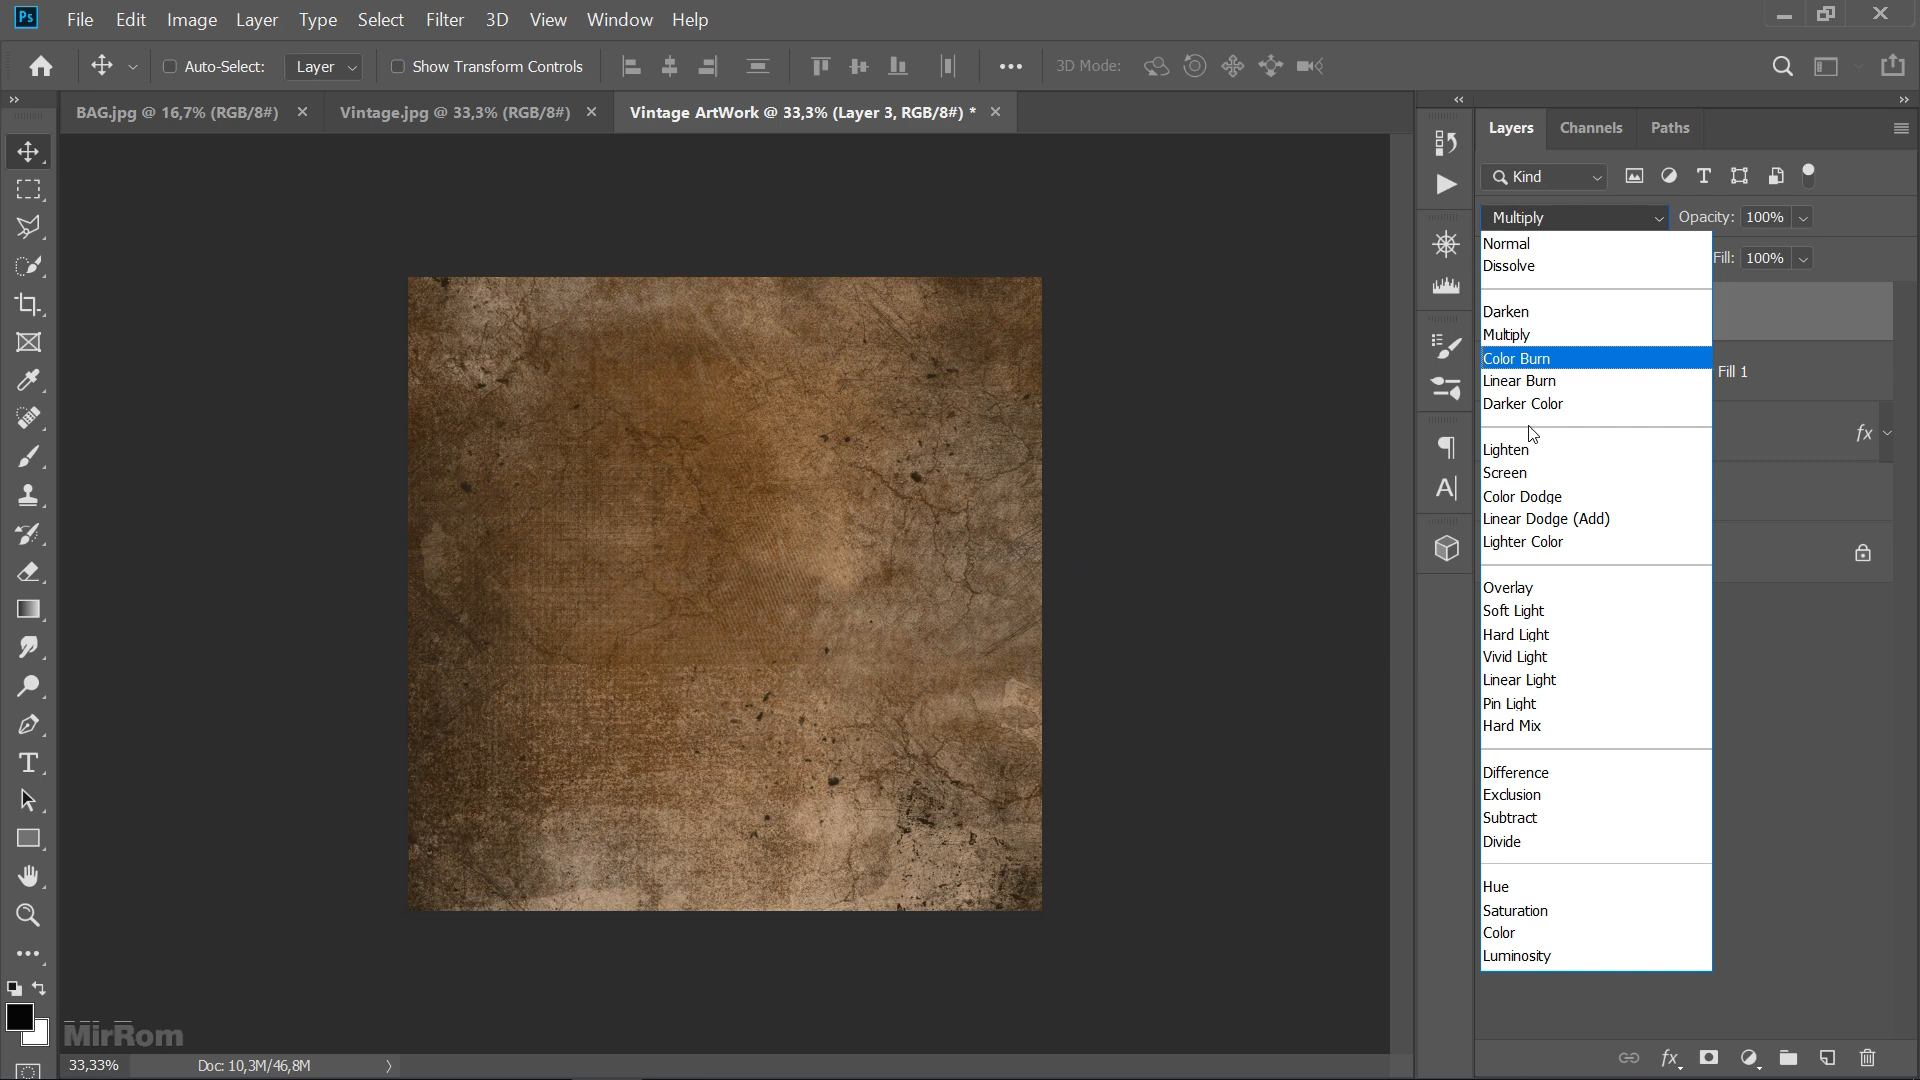 Ps
File Edit Image Layer Type Select Filter 3D View Window Help
Auto-Select: Layer Show Transform Controls 3D Mode:
BAG.jpg @ 16,7% (RGB/8#) Vintage.jpg @ 33,3% (RGB/8#) Vintage ArtWork @ 33,3% (Layer 3, RGB/8#) *
Layers Channels Paths
Kind
Multiply Opacity: 100%
Fill: 100%
Normal
Dissolve
Darken
Multiply
Color Burn
Linear Burn
Darker Color
Lighten
Screen
Color Dodge
Linear Dodge (Add)
Lighter Color
Overlay
Soft Light
Hard Light
Vivid Light
Linear Light
Pin Light
Hard Mix
Difference
Exclusion
Subtract
Divide
Hue
Saturation
Color
Luminosity
Fill 1
fx
MirRom
33,33% Doc: 10,3M/46,8M
fx